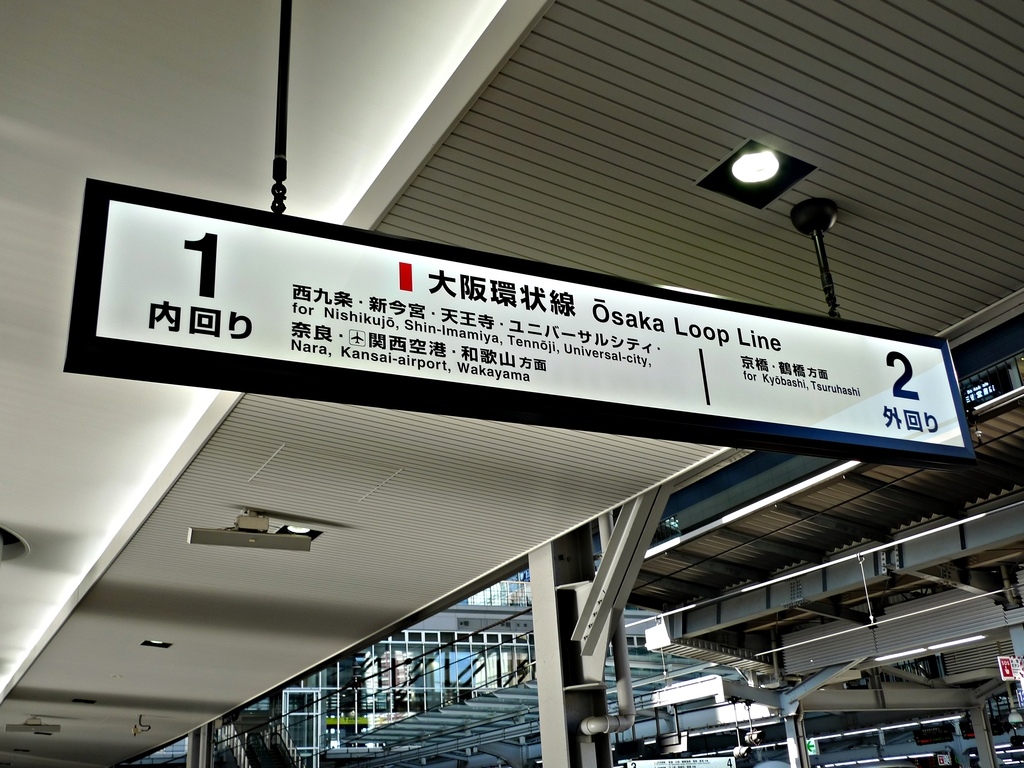 1
内回り
大阪環状線 Ōsaka Loop Line
西九条・新今宮・天王寺・ユニバーサルシティ・
for Nishikujō, Shin-Imamiya, Tennōji, Universal-city,
奈良・関西空港・和歌山方面
Nara, Kansai-airport, Wakayama
京橋・鶴橋方面
for Kyōbashi, Tsuruhashi
2
外回り
3
4